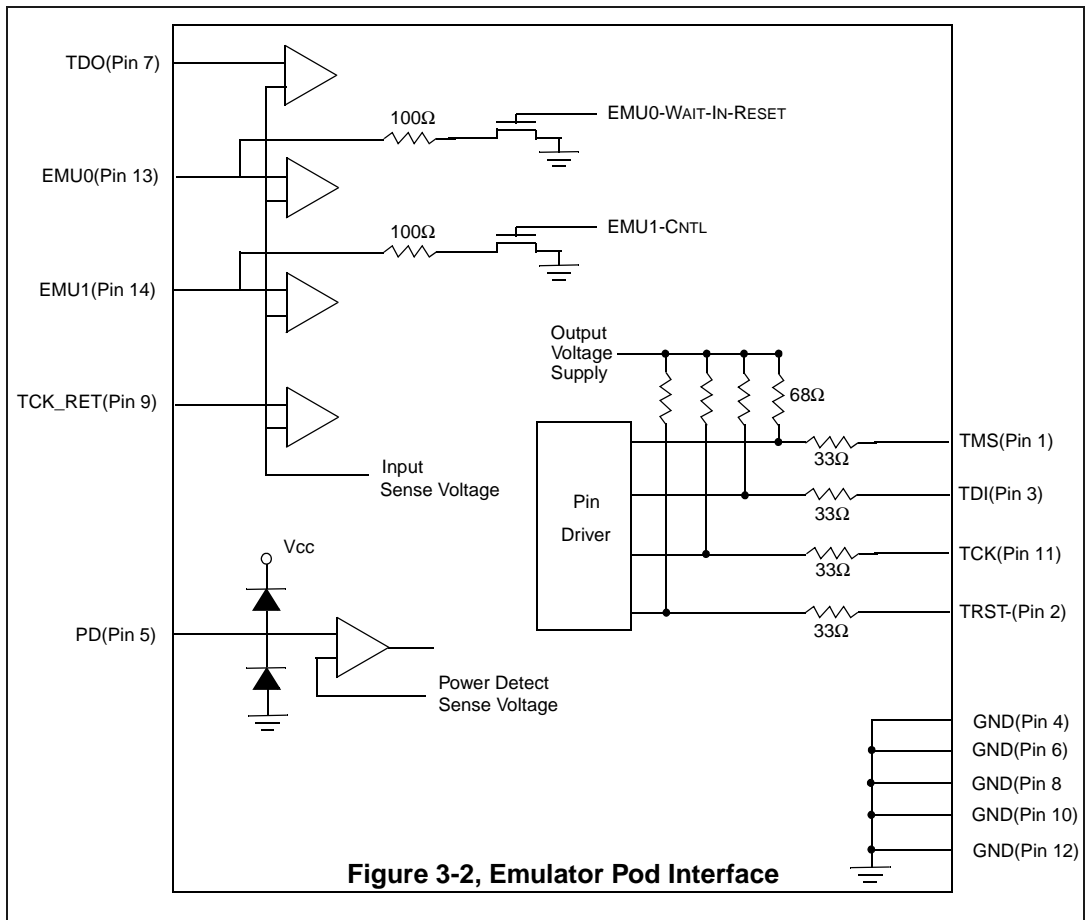 TDO(Pin 7)
100Ω
EMU0-WAIT-IN-RESET
EMU0(Pin 13)
100Ω
EMU1-CNTL
EMU1(Pin 14)
Output
Voltage
Supply
68Ω
TCK_RET(Pin 9)
TMS(Pin 1)
33Ω
Input
Sense Voltage
Pin
Driver
TDI(Pin 3)
33Ω
Vcc
TCK(Pin 11)
33Ω
TRST-(Pin 2)
33Ω
PD(Pin 5)
Power Detect
Sense Voltage
GND(Pin 4)
GND(Pin 6)
GND(Pin 8
GND(Pin 10)
GND(Pin 12)
Figure 3-2, Emulator Pod Interface